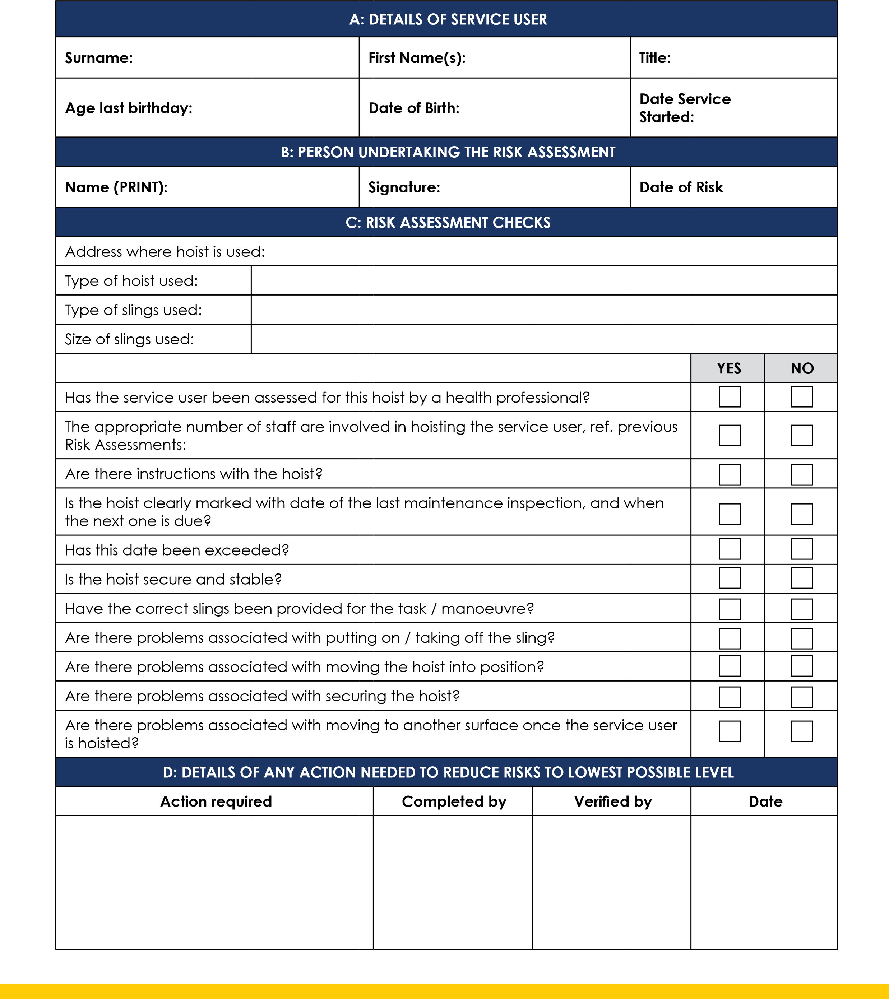 A: DETAILS OF SERVICE USER
Surname:
First Name(s):
Title:
Age last birthday:
Date of Birth:
Date Service
Started:
B: PERSON UNDERTAKING THE RISK ASSESSMENT
Name (PRINT):
Signature:
Date of Risk
C: RISK ASSESSMENT CHECKS
Address where hoist is used:
Type of hoist used:
Type of slings used:
Size of slings used:
YES
NO
Has the service user been assessed for this hoist by a health professional?
The appropriate number of staff are involved in hoisting the service user, ref. previous
Risk Assessments:
Are there instructions with the hoist?
Is the hoist clearly marked with date of the last maintenance inspection, and when
the next one is due?
Has this date been exceeded?
Is the hoist secure and stable?
Have the correct slings been provided for the task / manoeuvre?
Are there problems associated with putting on / taking off the sling?
Are there problems associated with moving the hoist into position?
Are there problems associated with securing the hoist?
Are there problems associated with moving to another surface once the service user
is hoisted?
D: DETAILS OF ANY ACTION NEEDED TO REDUCE RISKS TO LOWEST POSSIBLE LEVEL
Action required
Completed by
Verified by
Date